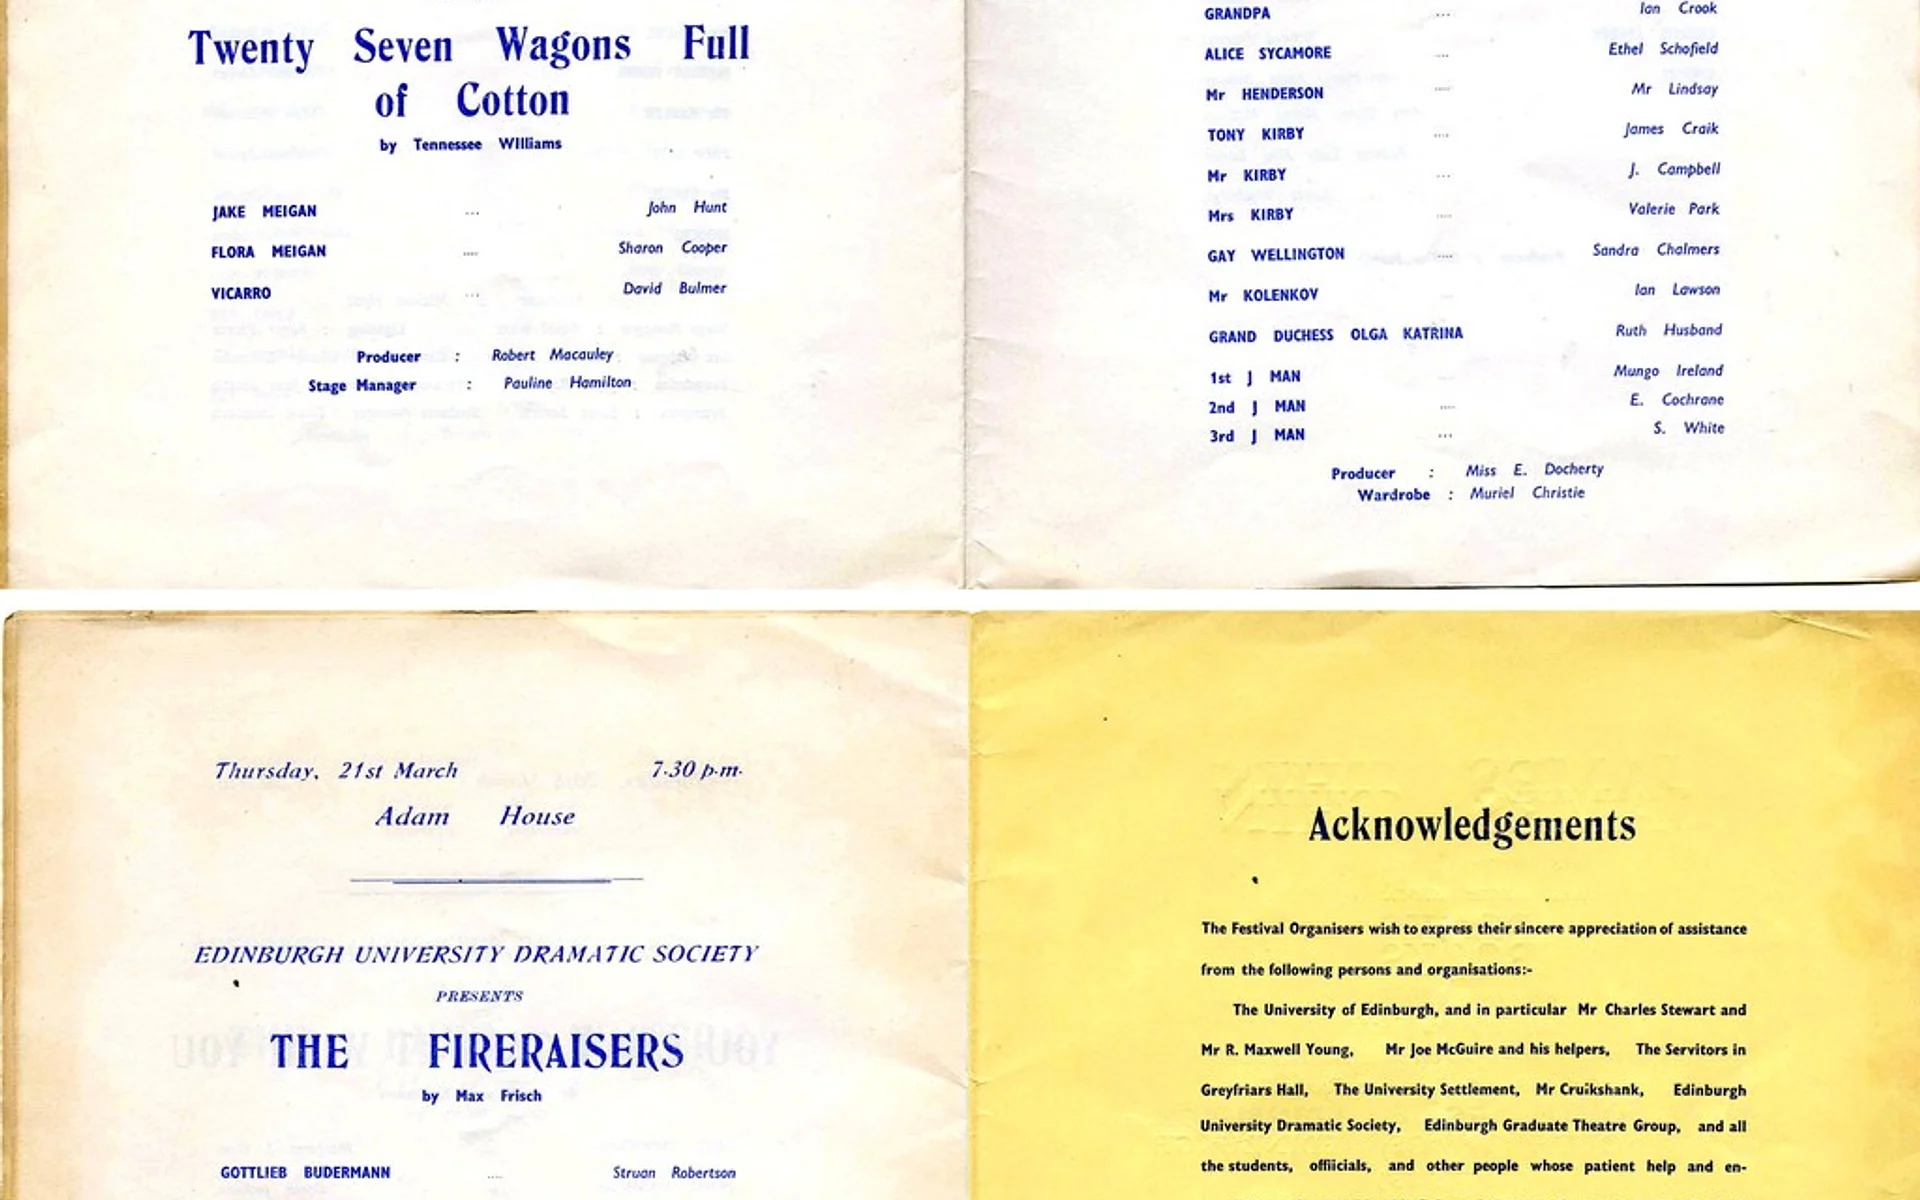 Twenty Seven Wagons Full
of Cotton
by Tennessee WIlliams
JAKE MEIGAN ... John Hunt
FLORA MEIGAN .... Sharon Cooper
VICARRO ... David Bulmer
Producer : Robert Macauley
Stage Manager : Pauline Hamilton
GRANDPA ... Ian Crook
ALICE SYCAMORE .... Ethel Schofield
Mr HENDERSON .... Mr Lindsay
TONY KIRBY .... James Craik
Mr KIRBY ... J. Campbell
Mrs KIRBY .... Valerie Park
GAY WELLINGTON .... Sandra Chalmers
Mr KOLENKOV ... Ian Lawson
GRAND DUCHESS OLGA KATRINA Ruth Husband
1st J MAN ... Mungo Ireland
2nd J MAN .... E. Cochrane
3rd J MAN ... S. White
Producer : Miss E. Docherty
Wardrobe : Muriel Christie
Thursday, 21st March 7·30 p·m·
Adam House
EDINBURGH UNIVERSITY DRAMATIC SOCIETY
PRESENTS
THE FIRERAISERS
by Max Frisch
GOTTLIEB BUDERMANN .... Struan Robertson
Acknowledgements
The Festival Organisers wish to express their sincere appreciation of assistance
from the following persons and organisations:-
The University of Edinburgh, and in particular Mr Charles Stewart and
Mr R. Maxwell Young, Mr Joe McGuire and his helpers, The Servitors in
Greyfriars Hall, The University Settlement, Mr Cruikshank, Edinburgh
University Dramatic Society, Edinburgh Graduate Theatre Group, and all
the students, offiicials, and other people whose patient help and en-